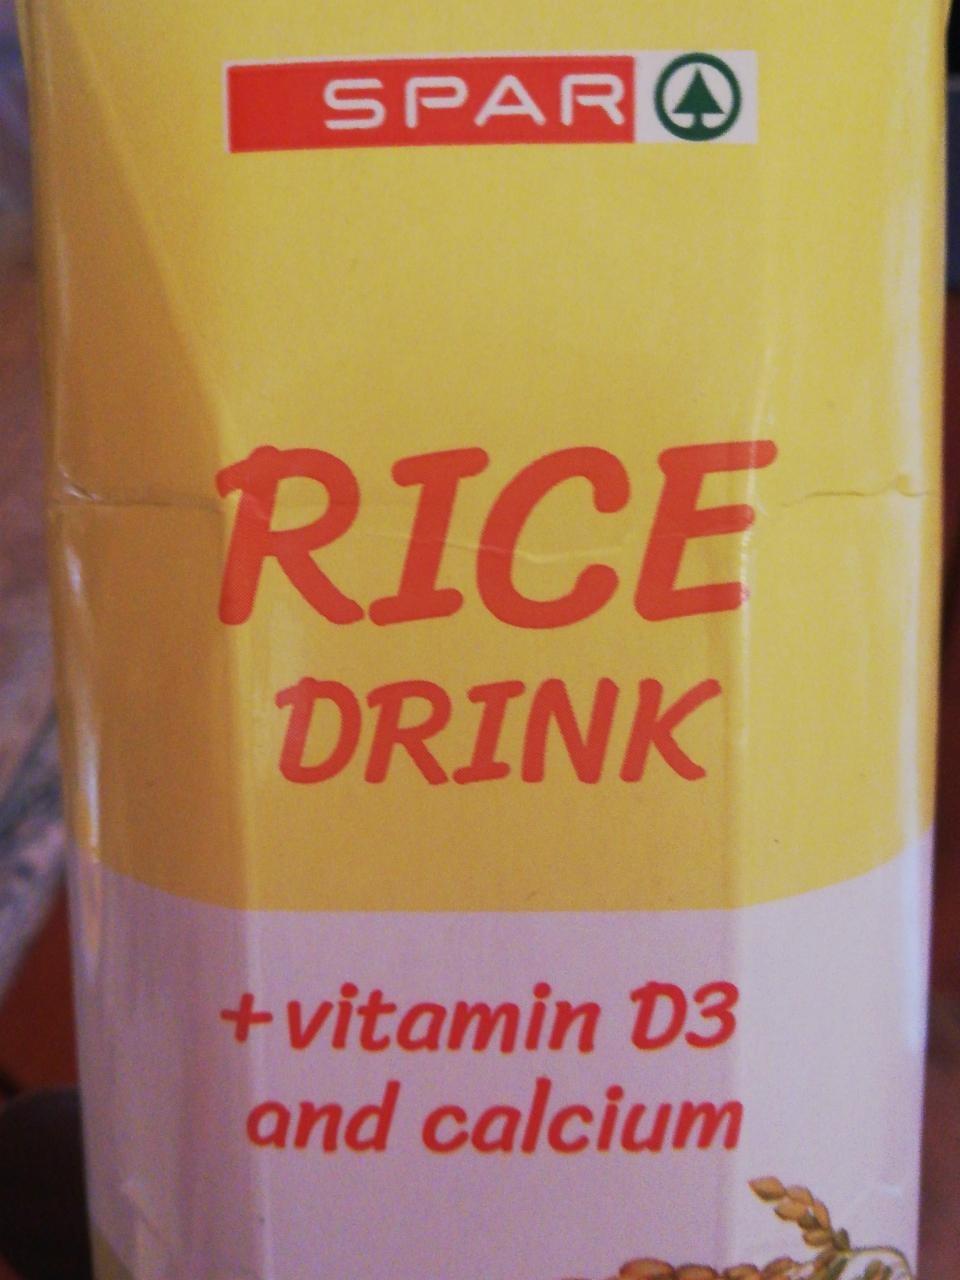 SPAR
RICE
DRINK
+vitamin D3
and calcium